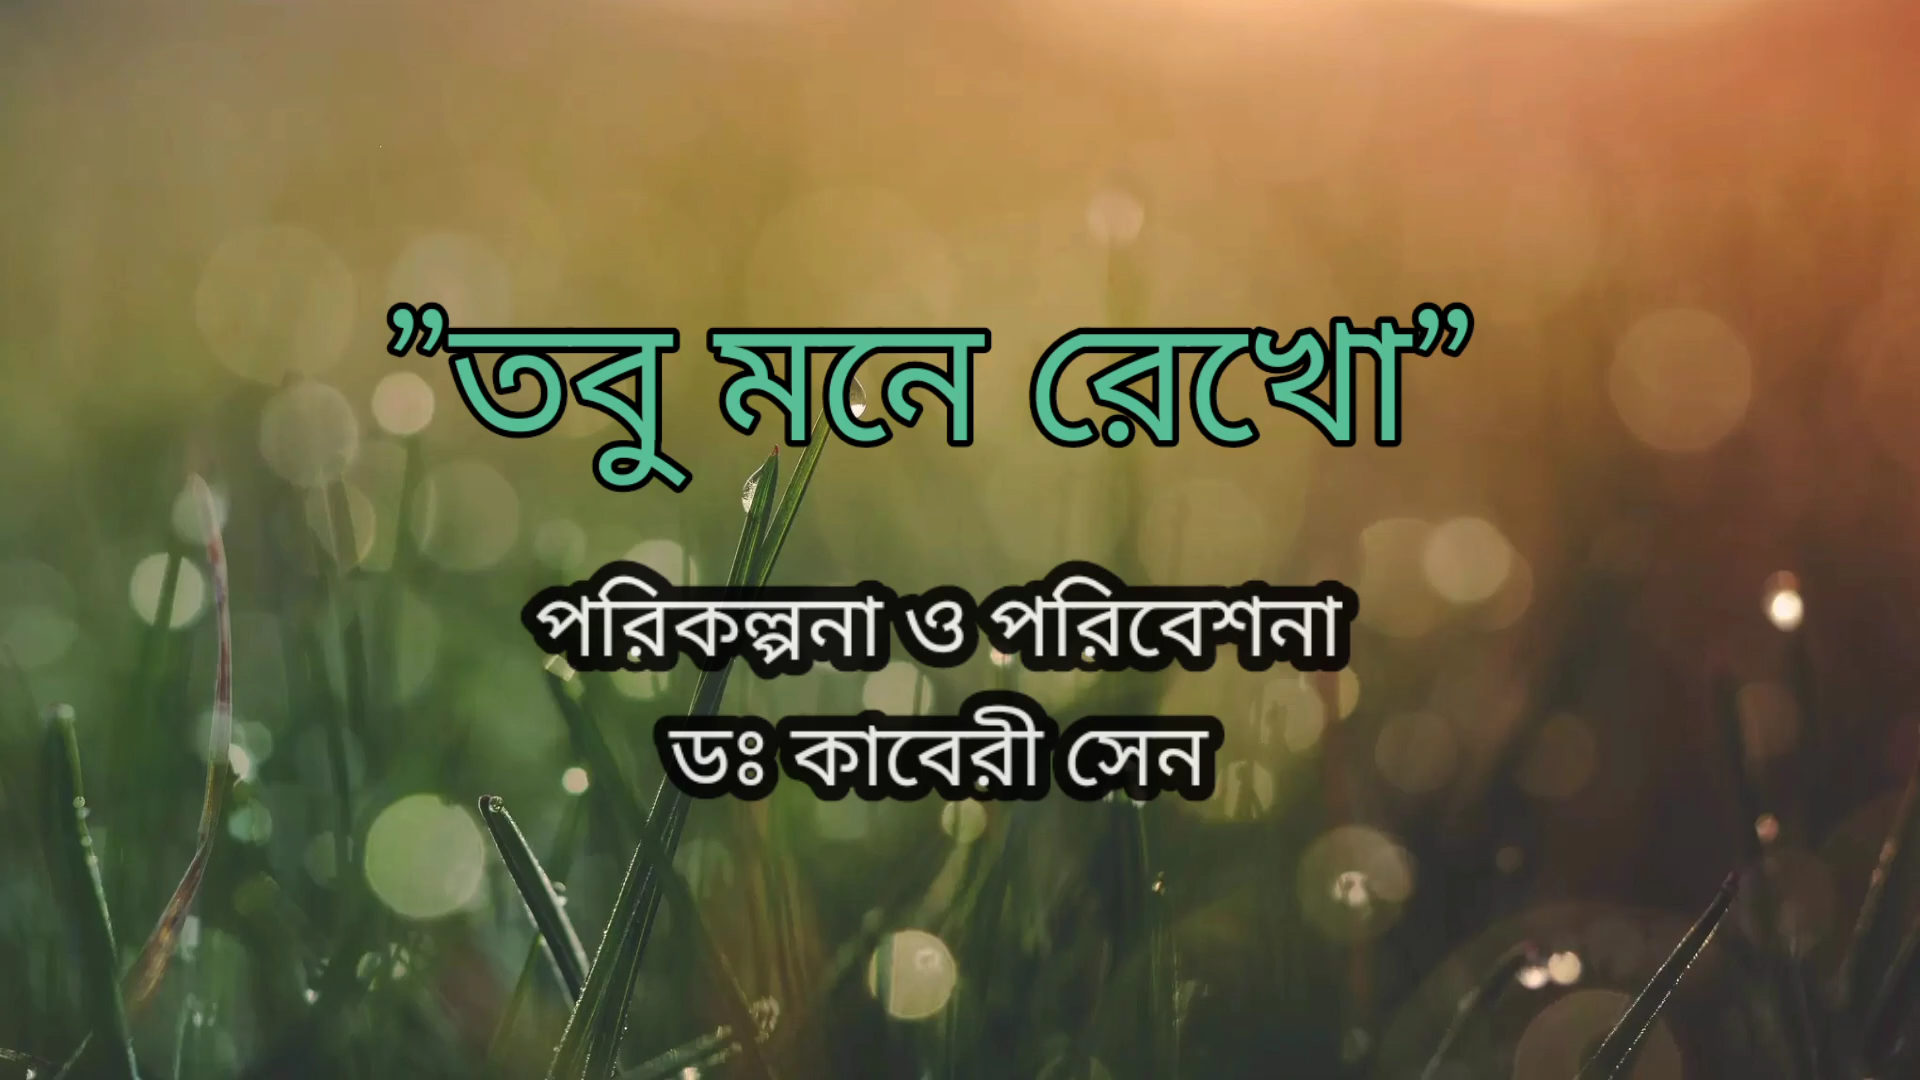 ”তবু মনে রেখো”
পরিকল্পনা ও পরিবেশনা
ডঃ কাবেরী সেন